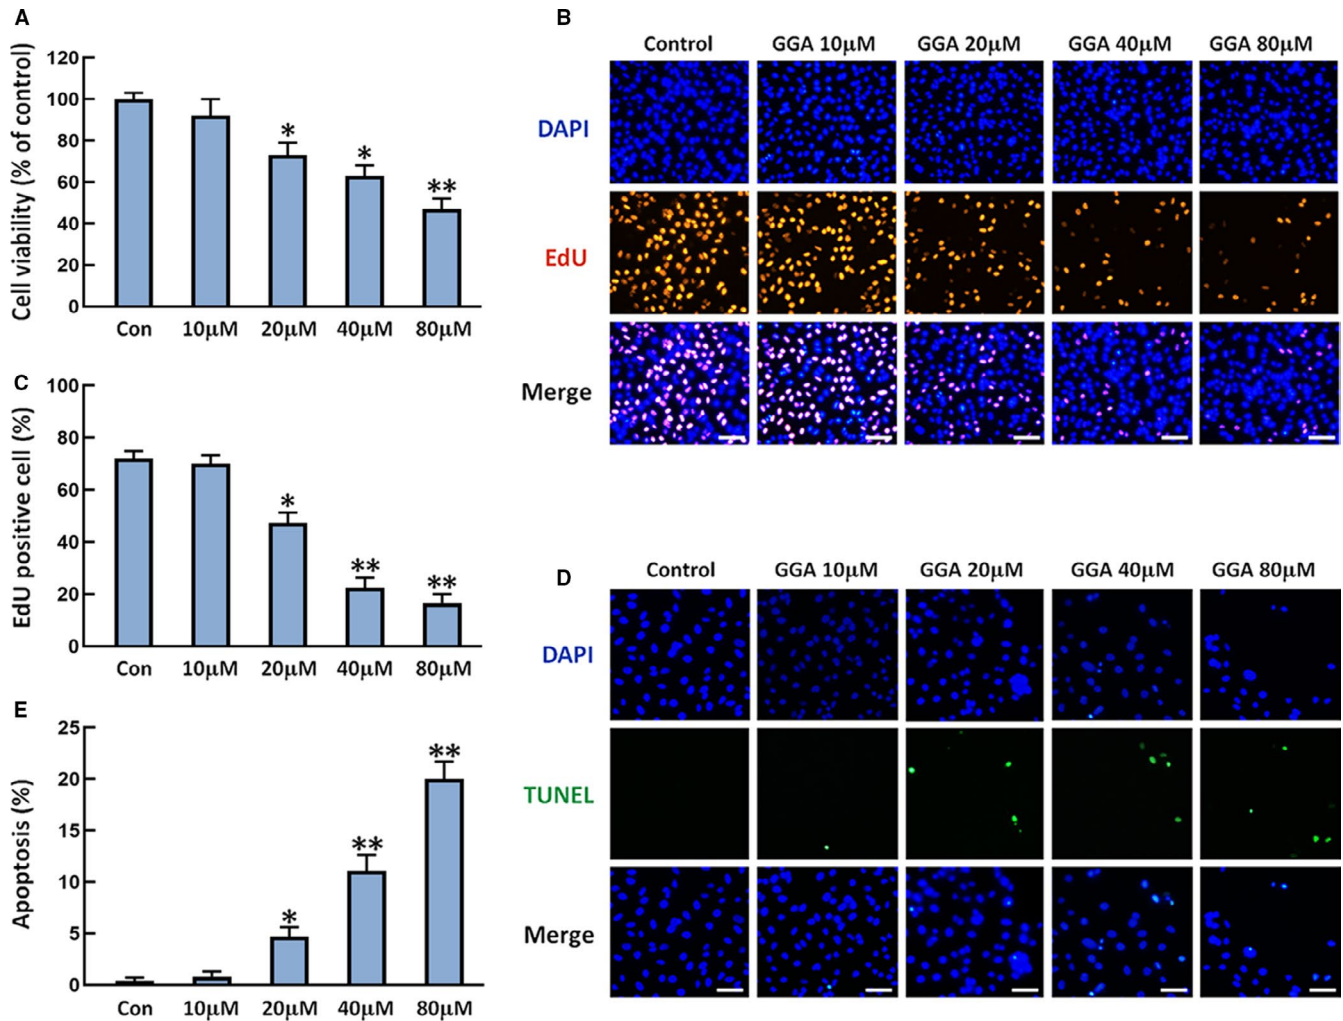 A
Cell viability (% of control)
120
100
80
60
40
20
0
* * **
Con 10μM 20μM 40μM 80μM
B
Control GGA 10μM GGA 20μM GGA 40μM GGA 80μM
DAPI
EdU
Merge
C
EdU positive cell (%)
100
80
60
40
20
0
* ** **
Con 10μM 20μM 40μM 80μM
D
Control GGA 10μM GGA 20μM GGA 40μM GGA 80μM
DAPI
TUNEL
Merge
E
Apoptosis (%)
25
20
15
10
5
0
* ** **
Con 10μM 20μM 40μM 80μM